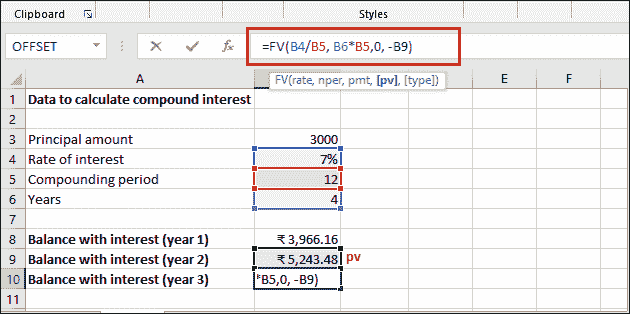 Clipboard Styles
OFFSET fx =FV(B4/B5, B6*B5,0, -B9)
FV(rate, nper, pmt, [pv], [type])
A E F
1 Data to calculate compound interest
2
3 Principal amount 3000
4 Rate of interest 7%
5 Compounding period 12
6 Years 4
7
8 Balance with interest (year 1) ₹ 3,966.16
9 Balance with interest (year 2) ₹ 5,243.48 pv
10 Balance with interest (year 3) *B5,0, -B9)
11